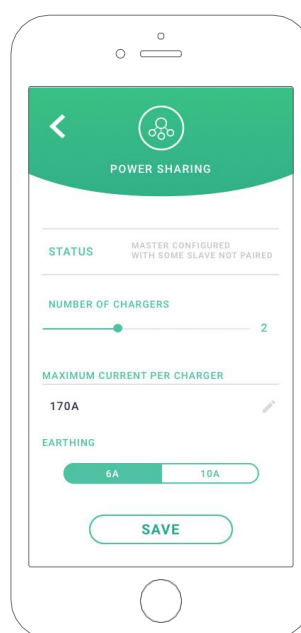 POWER SHARING
STATUS
MASTER CONFIGURED
WITH SOME SLAVE NOT PAIRED
NUMBER OF CHARGERS
2
MAXIMUM CURRENT PER CHARGER
170A
EARTHING
6A
10A
SAVE